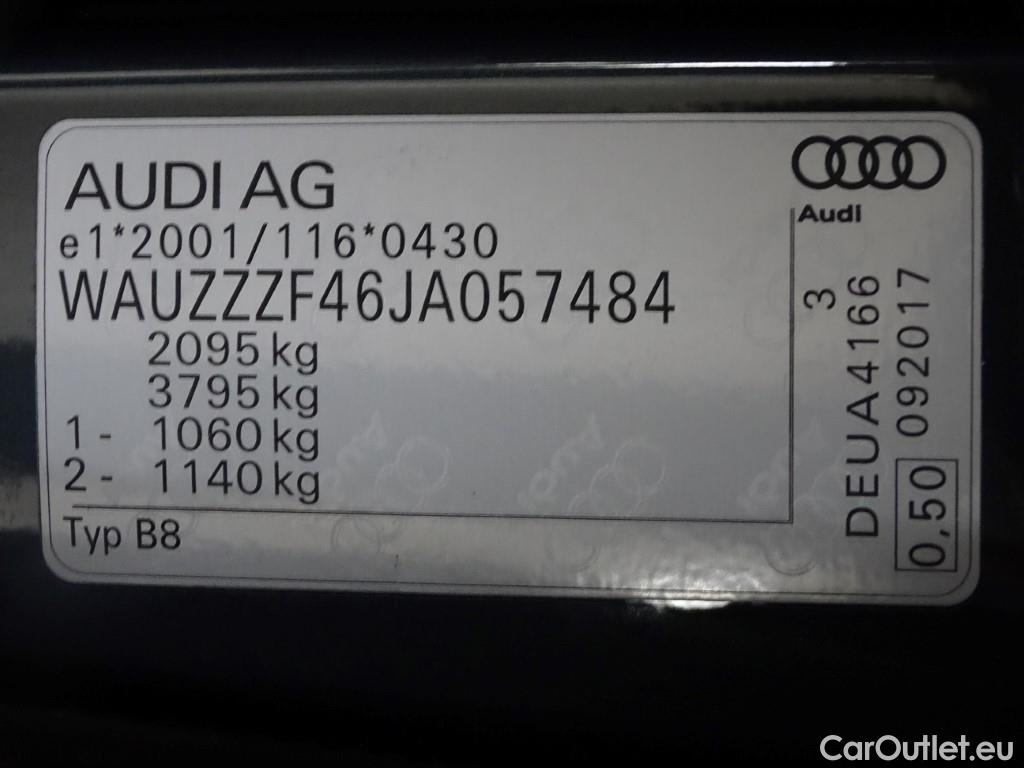 AUDI AG
e1*2001/116*0430
WAUZZZF46JA057484
2095 kg
3795 kg
1 - 1060 kg
2 - 1140 kg
Typ B8
Audi
3
DEUA4166
0,50 092017
CarOutlet.eu